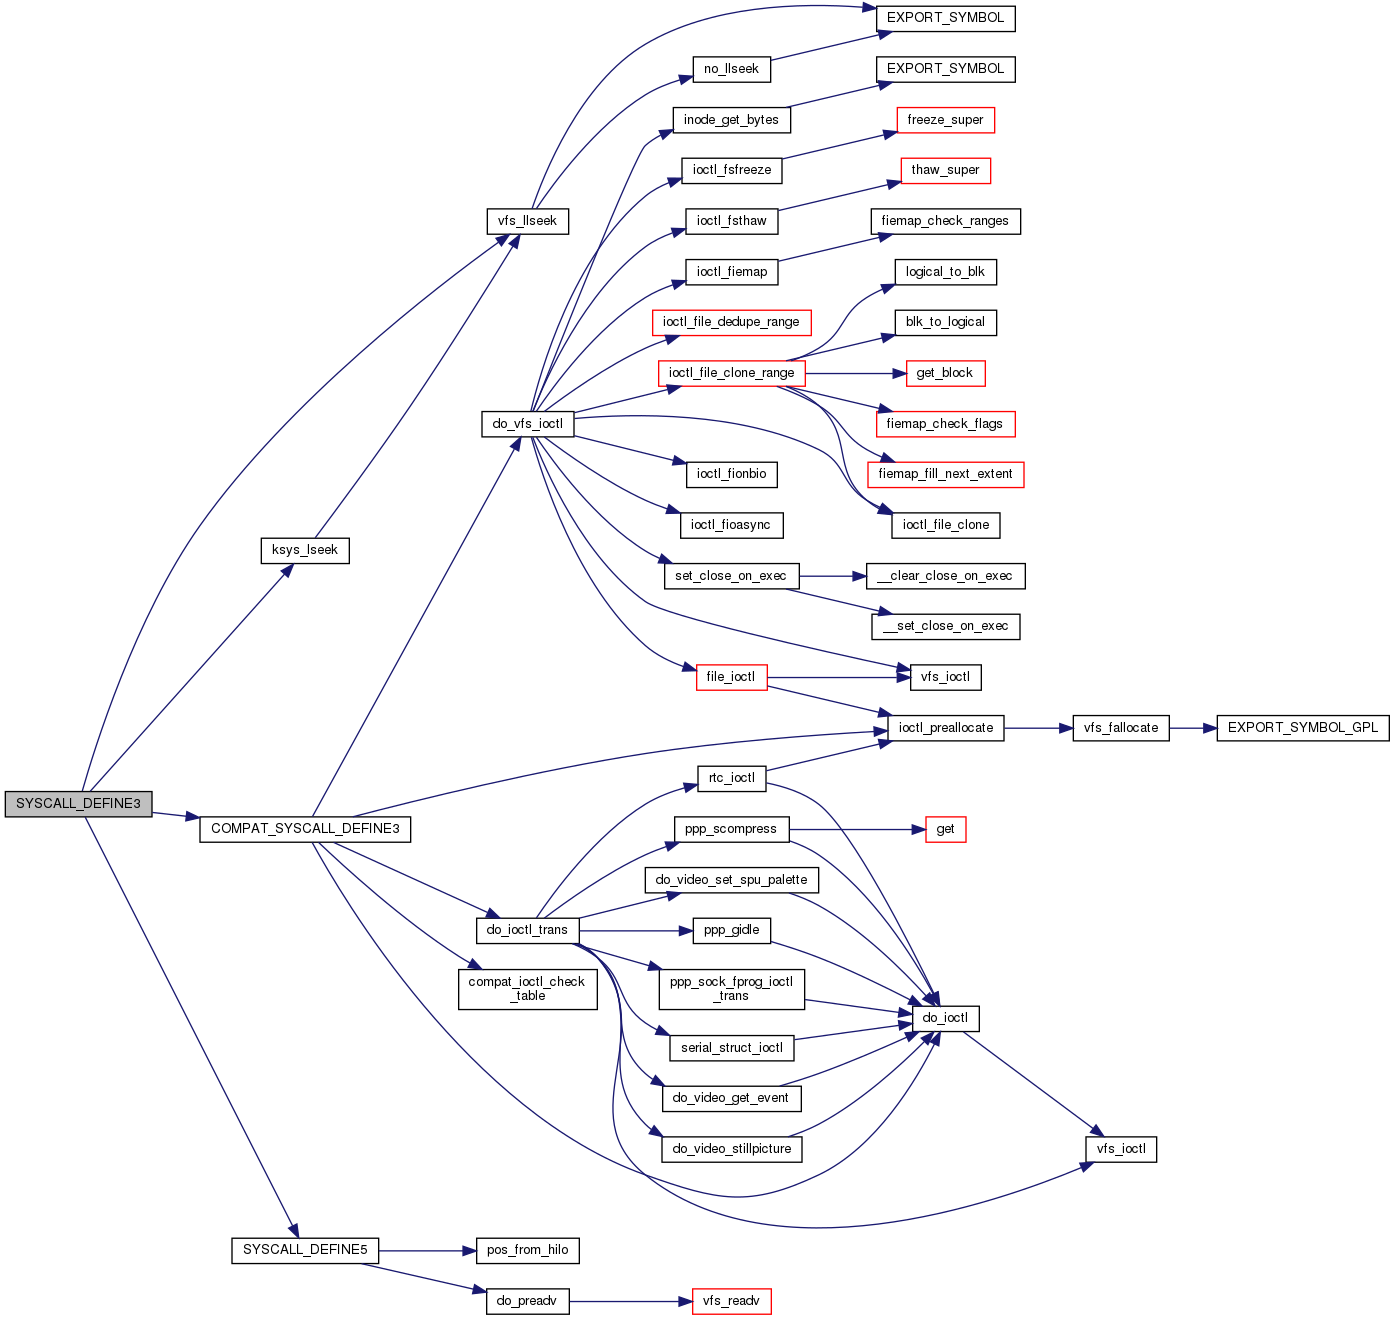 EXPORT_SYMBOL
no_llseek
EXPORT_SYMBOL
inode_get_bytes
freeze_super
ioctl_fsfreeze
thaw_super
vfs_llseek
ioctl_fsthaw
fiemap_check_ranges
ioctl_fiemap
logical_to_blk
ioctl_file_dedupe_range
blk_to_logical
ioctl_file_clone_range
get_block
do_vfs_ioctl
fiemap_check_flags
ioctl_fionbio
fiemap_fill_next_extent
ioctl_fioasync
ioctl_file_clone
ksys_lseek
set_close_on_exec
__clear_close_on_exec
__set_close_on_exec
file_ioctl
vfs_ioctl
ioctl_preallocate
vfs_fallocate
EXPORT_SYMBOL_GPL
rtc_ioctl
SYSCALL_DEFINE3
COMPAT_SYSCALL_DEFINE3
ppp_scompress
get
do_video_set_spu_palette
do_ioctl_trans
ppp_gidle
compat_ioctl_check
_table
ppp_sock_fprog_ioctl
_trans
do_ioctl
serial_struct_ioctl
do_video_get_event
do_video_stillpicture
vfs_ioctl
SYSCALL_DEFINE5
pos_from_hilo
do_preadv
vfs_readv